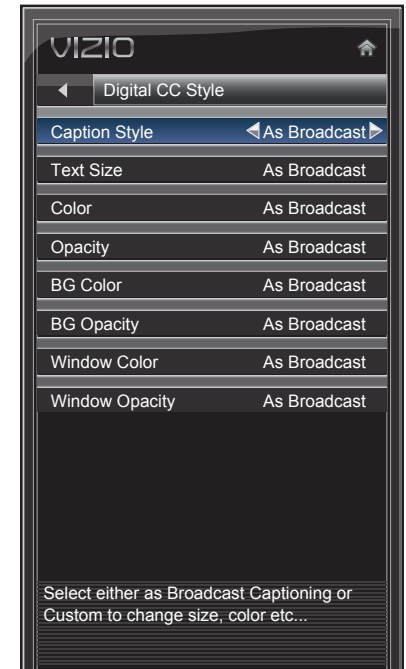 VIZIO
Digital CC Style
Caption Style As Broadcast
Text Size As Broadcast
Color As Broadcast
Opacity As Broadcast
BG Color As Broadcast
BG Opacity As Broadcast
Window Color As Broadcast
Window Opacity As Broadcast
Select either as Broadcast Captioning or
Custom to change size, color etc...